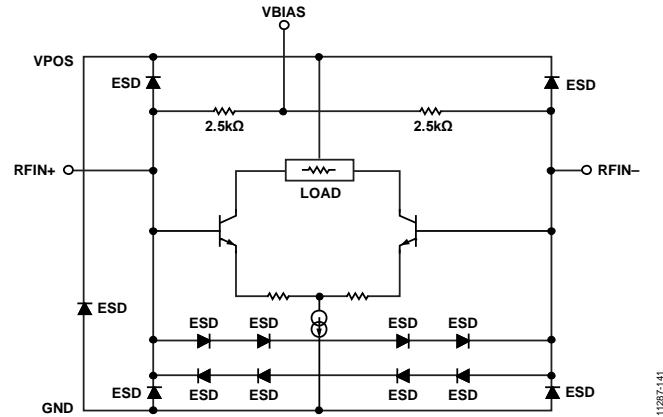 VBIAS
VPOS
ESD
ESD
2.5kΩ
2.5kΩ
RFIN+
RFIN–
LOAD
ESD
ESD
ESD
ESD
ESD
ESD
ESD
ESD
ESD
ESD
ESD
GND
11287-141